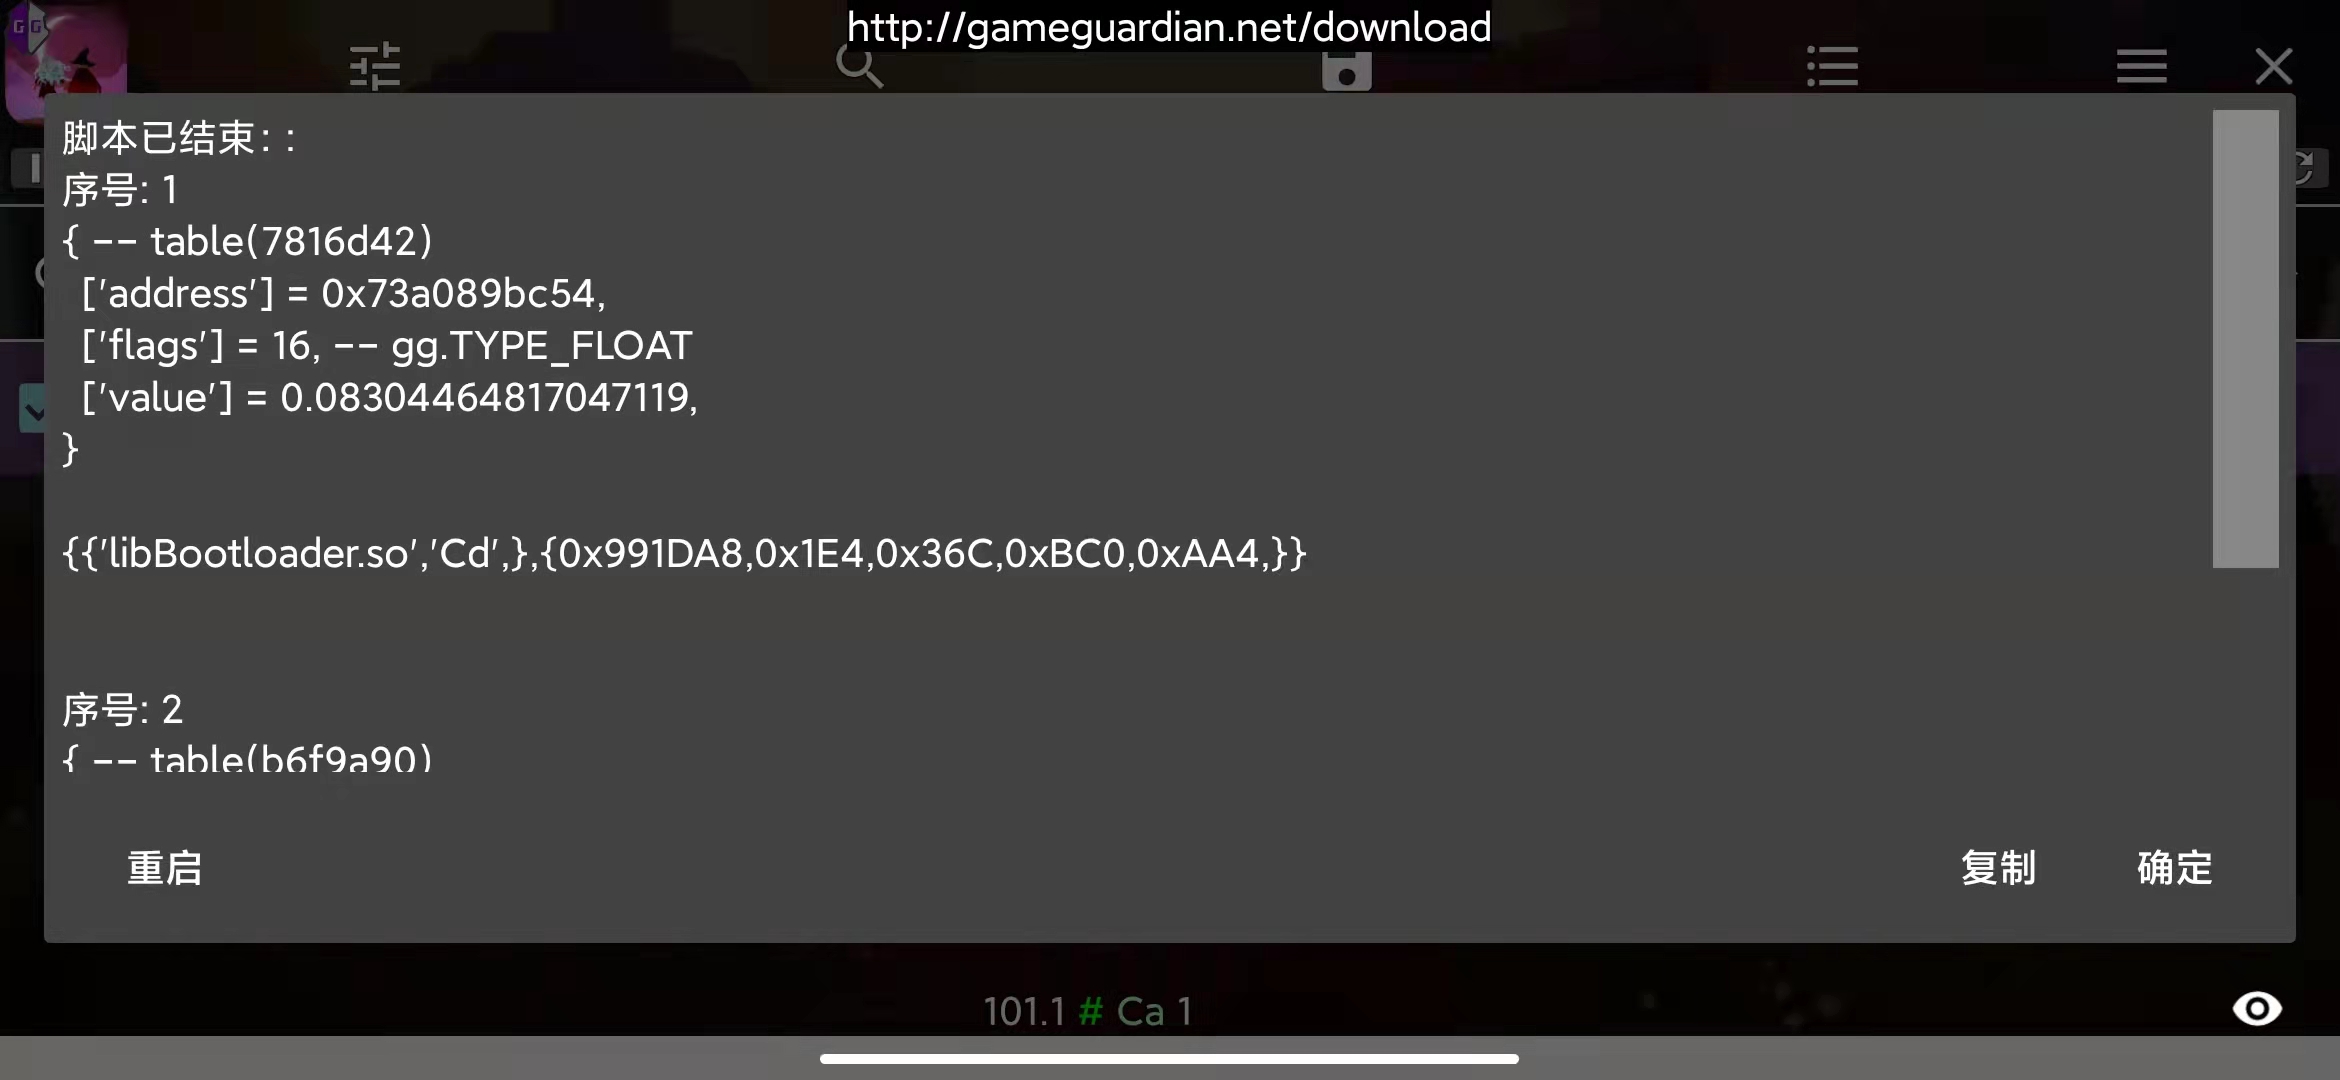 http://gameguardian.net/download
GG
脚本已结束: :
序号: 1
{ -- table(7816d42)
['address'] = 0x73a089bc54,
['flags'] = 16, -- gg.TYPE_FLOAT
['value'] = 0.08304464817047119,
}
{{'libBootloader.so','Cd',},{0x991DA8,0x1E4,0x36C,0xBC0,0xAA4,}}
序号: 2
{ -- table(b6f9a90)
重启
复制
确定
101.1 # Ca 1